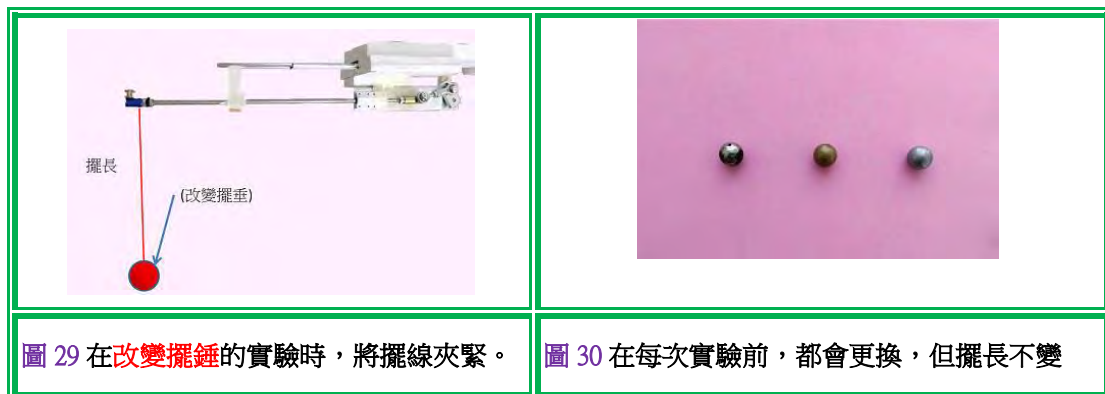 擺長
(改變擺垂)
圖 29 在改變擺錘的實驗時，將擺線夾緊。
圖 30 在每次實驗前，都會更換，但擺長不變